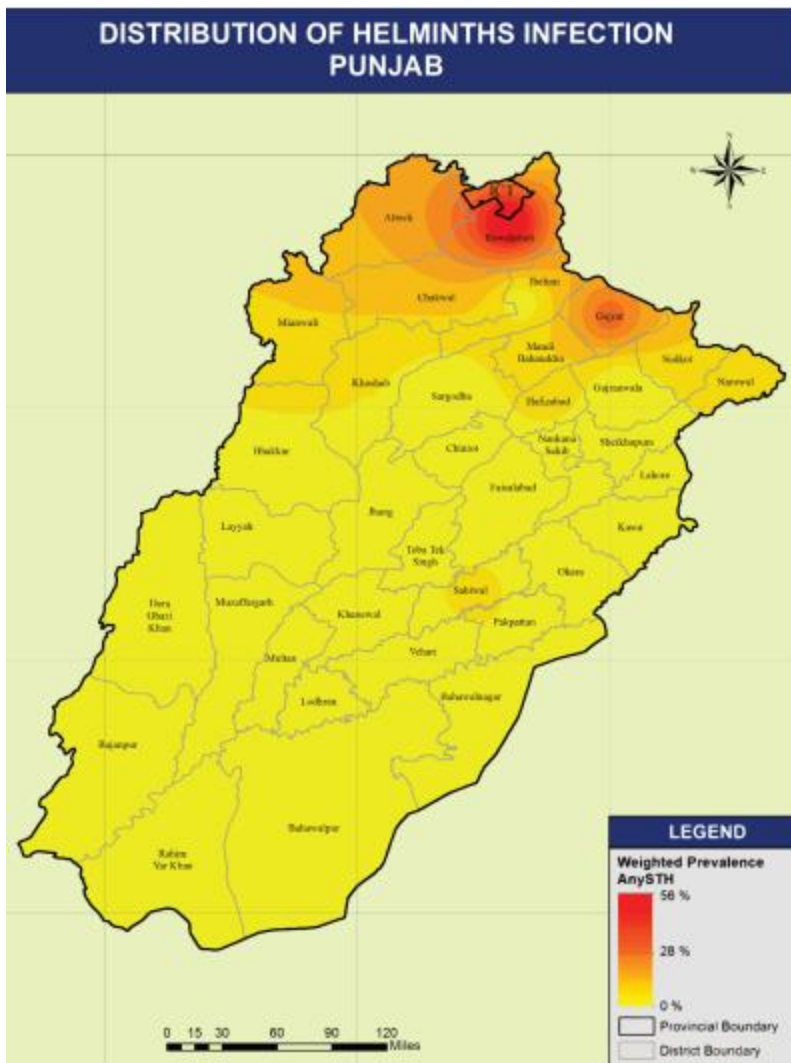 DISTRIBUTION OF HELMINTHS INFECTION
PUNJAB
N
Attock
Rawalpindi
Jhelum
Chakwal
Gujrat
Mianwali
Mandi
Bahauddin
Sialkot
Khushab
Narowal
Sargodha
Hafizabad
Gujranwala
Bhakkar
Chiniot
Nankana
Sahib
Sheikhupura
Lahore
Faisalabad
Jhang
Layyah
Kasur
Toba Tek
Singh
Okara
Sahiwal
Dera
Ghazi
Khan
Muzaffargarh
Khanewal
Pakpattan
Vehari
Multan
Lodhran
Bahawalnagar
Rajanpur
Bahawalpur
Rahim
Yar Khan
LEGEND
Weighted Prevalence
AnySTH
56 %
28 %
0 %
Provincial Boundary
District Boundary
0 15 30 60 90 120
Miles